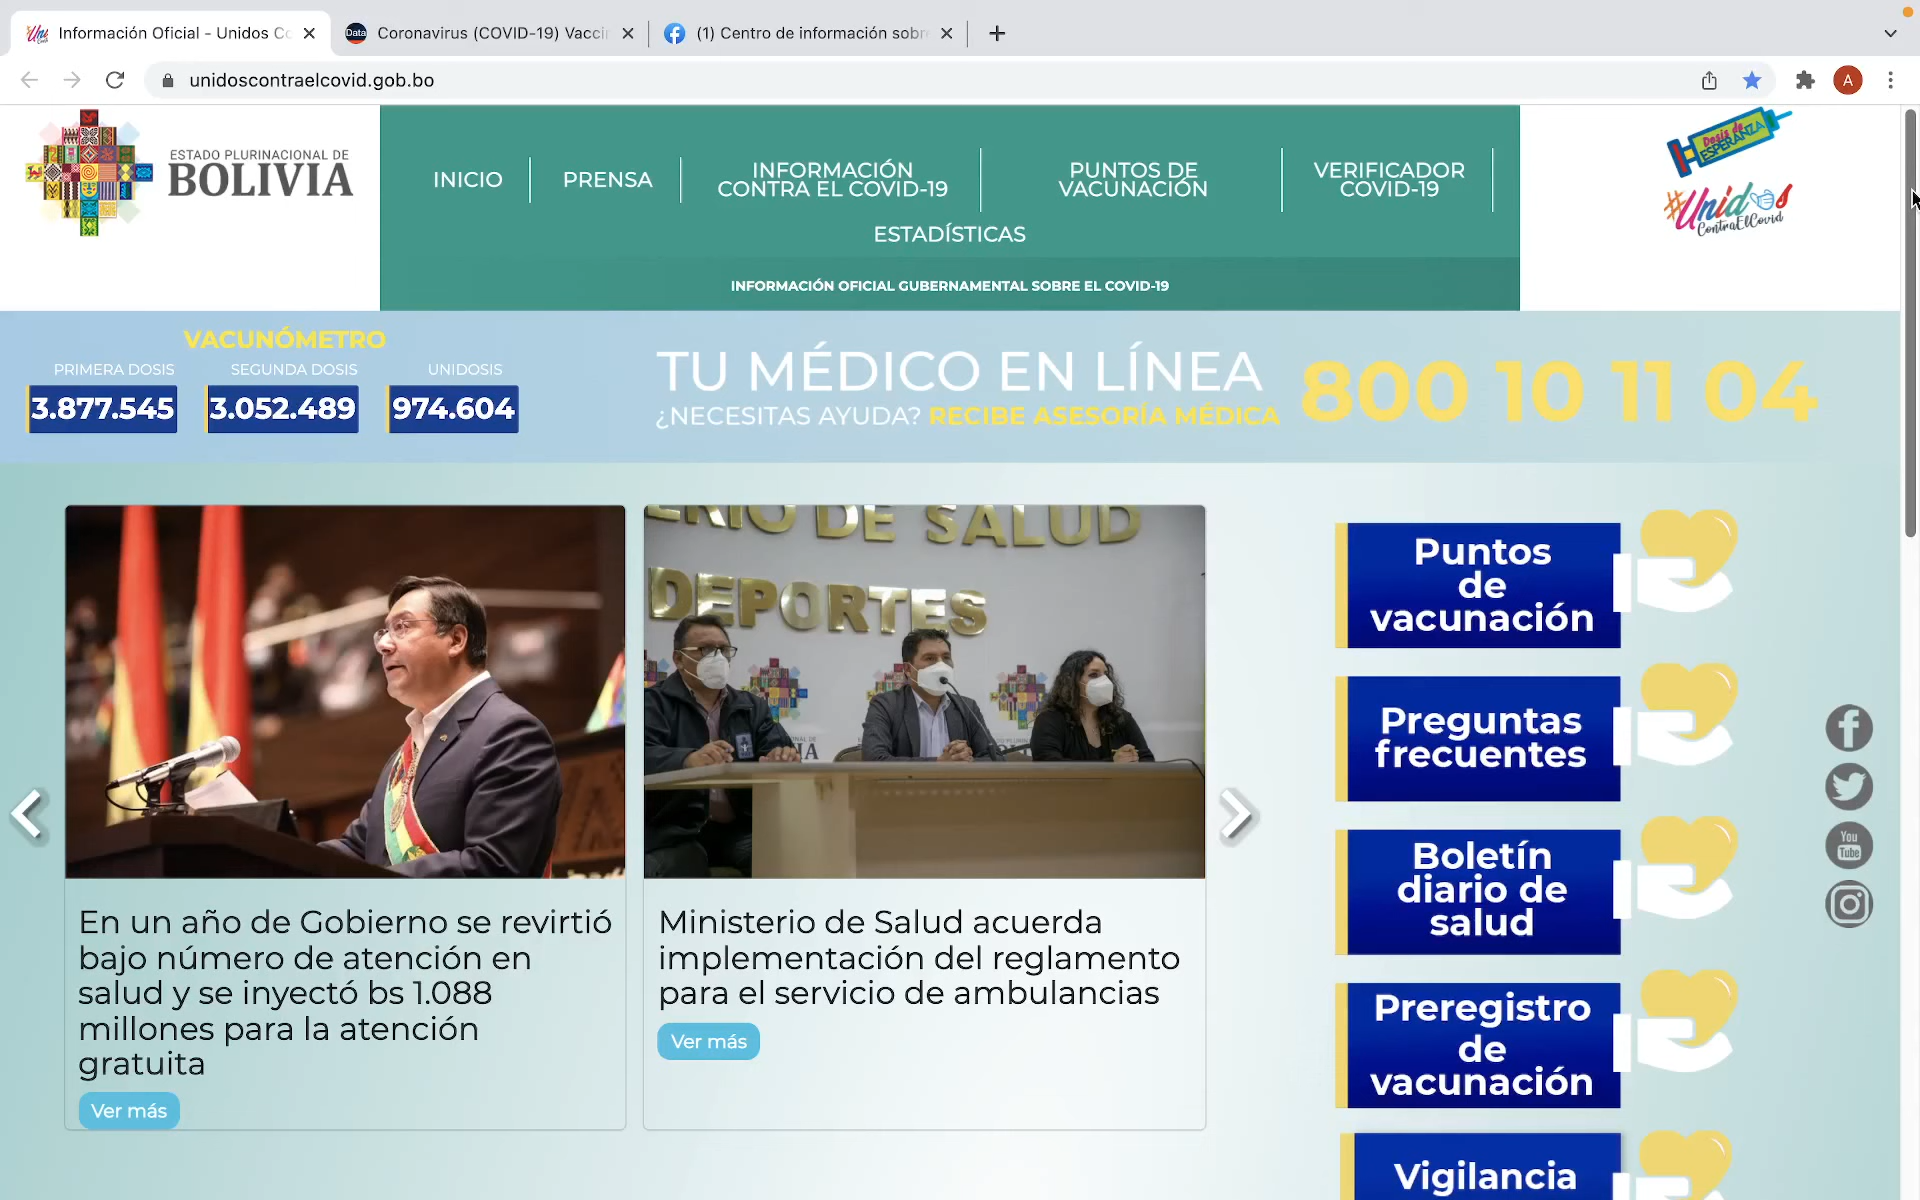 Información Oficial - Unidos Co
Coronavirus (COVID-19) Vacci
(1) Centro de información sobr
unidoscontraelcovid.gob.bo
A
ESTADO PLURINACIONAL DE
BOLIVIA
INICIO
PRENSA
INFORMACIÓN
CONTRA EL COVID-19
PUNTOS DE
VACUNACIÓN
VERIFICADOR
COVID-19
ESTADÍSTICAS
INFORMACIÓN OFICIAL GUBERNAMENTAL SOBRE EL COVID-19
Dosis de
ESPERANZA
#Unidos
ContraElCovid
VACUNÓMETRO
PRIMERA DOSIS
SEGUNDA DOSIS
UNIDOSIS
3.877.545
3.052.489
974.604
TU MÉDICO EN LÍNEA
¿NECESITAS AYUDA? RECIBE ASESORÍA MÉDICA
800 10 11 04
DE SALUD
DEPORTES
En un año de Gobierno se revirtió
bajo número de atención en
salud y se inyectó bs 1.088
millones para la atención
gratuita
Ver más
Ministerio de Salud acuerda
implementación del reglamento
para el servicio de ambulancias
Ver más
Puntos
de
vacunación
Preguntas
frecuentes
Boletín
diario de
salud
Preregistro
de
vacunación
Vigilancia
You
Tube